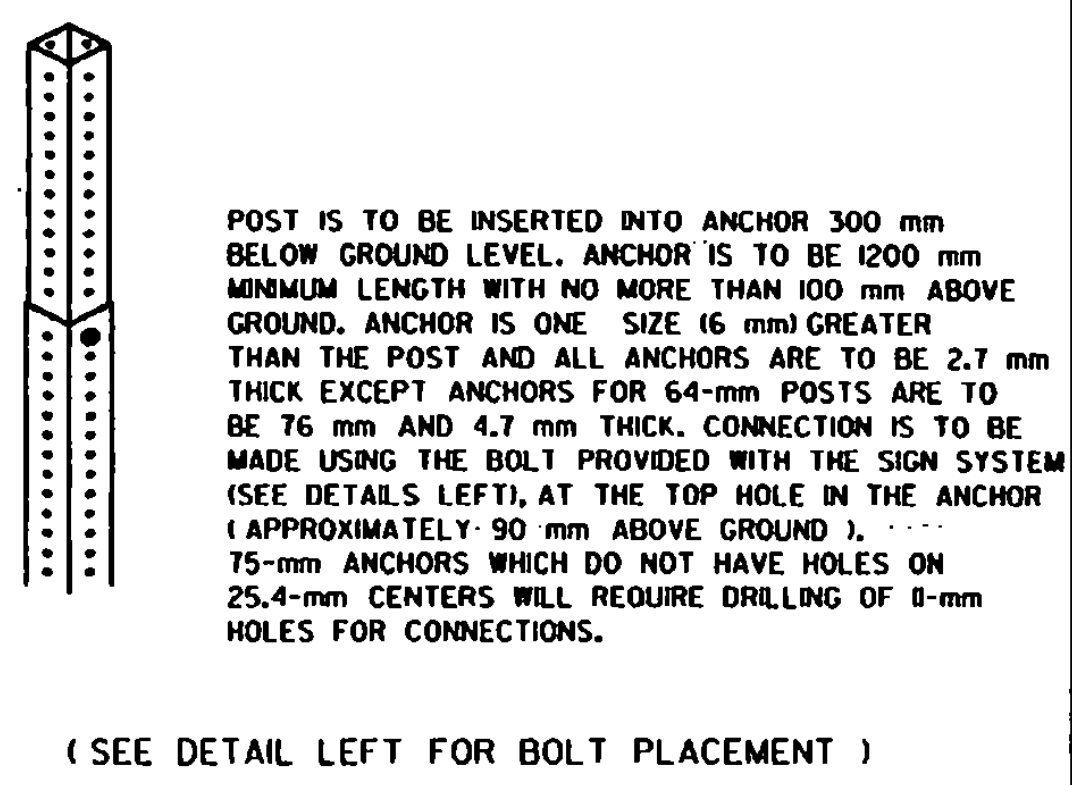 POST IS TO BE INSERTED INTO ANCHOR 300 mm
BELOW GROUND LEVEL. ANCHOR IS TO BE 1200 mm
MINIMUM LENGTH WITH NO MORE THAN 100 mm ABOVE
GROUND. ANCHOR IS ONE SIZE (6 mm) GREATER
THAN THE POST AND ALL ANCHORS ARE TO BE 2.7 mm
THICK EXCEPT ANCHORS FOR 64-mm POSTS ARE TO
BE 76 mm AND 4.7 mm THICK. CONNECTION IS TO BE
MADE USING THE BOLT PROVIDED WITH THE SIGN SYSTEM
(SEE DETAILS LEFT), AT THE TOP HOLE IN THE ANCHOR
( APPROXIMATELY 90 mm ABOVE GROUND ).
75-mm ANCHORS WHICH DO NOT HAVE HOLES ON
25.4-mm CENTERS WILL REQUIRE DRILLING OF 11-mm
HOLES FOR CONNECTIONS.
( SEE DETAIL LEFT FOR BOLT PLACEMENT )